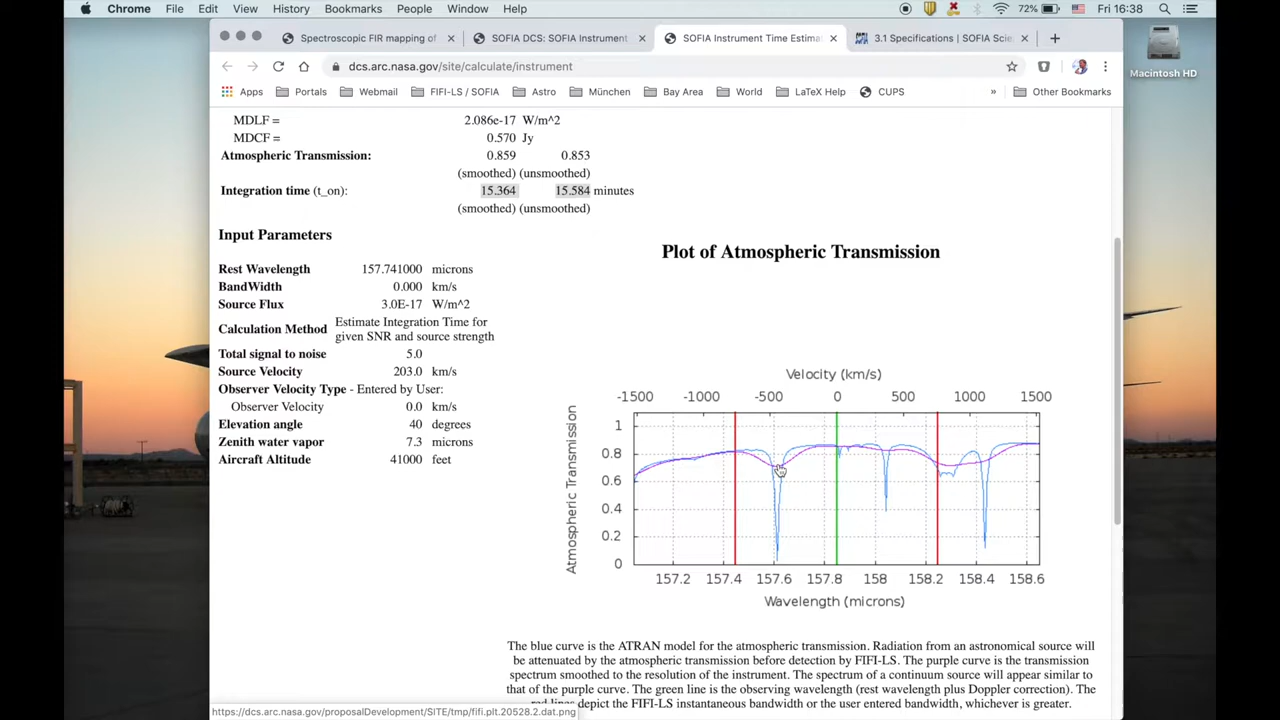 Chrome File Edit View History Bookmarks People Window Help 72% Fri 16:38
Spectroscopic FIR mapping of
SOFIA DCS: SOFIA Instrument
SOFIA Instrument Time Estima
3.1 Specifications | SOFIA Scie
dcs.arc.nasa.gov/site/calculate/instrument
Apps Portals Webmail FIFI-LS / SOFIA Astro München Bay Area World LaTeX Help CUPS » Other Bookmarks
Macintosh HD
MDLF = 2.086e-17 W/m^2
MDCF = 0.570 Jy
Atmospheric Transmission: 0.859 0.853
(smoothed) (unsmoothed)
Integration time (t_on): 15.364 15.584 minutes
(smoothed) (unsmoothed)
Input Parameters
Rest Wavelength 157.741000 microns
BandWidth 0.000 km/s
Source Flux 3.0E-17 W/m^2
Calculation Method Estimate Integration Time for
given SNR and source strength
Total signal to noise 5.0
Source Velocity 203.0 km/s
Observer Velocity Type - Entered by User:
Observer Velocity 0.0 km/s
Elevation angle 40 degrees
Zenith water vapor 7.3 microns
Aircraft Altitude 41000 feet
Plot of Atmospheric Transmission
Velocity (km/s)
-1500 -1000 -500 0 500 1000 1500
Atmospheric Transmission
1
0.8
0.6
0.4
0.2
0
157.2 157.4 157.6 157.8 158 158.2 158.4 158.6
Wavelength (microns)
The blue curve is the ATRAN model for the atmospheric transmission. Radiation from an astronomical source will
be attenuated by the atmospheric transmission before detection by FIFI-LS. The purple curve is the transmission
spectrum smoothed to the resolution of the instrument. The spectrum of a continuum source will appear similar to
that of the purple curve. The green line is the observing wavelength (rest wavelength plus Doppler correction). The
red lines depict the FIFI-LS instantaneous bandwidth or the user entered bandwidth, whichever is greater.
https://dcs.arc.nasa.gov/proposalDevelopment/SITE/tmp/fifi.plt.20528.2.dat.png